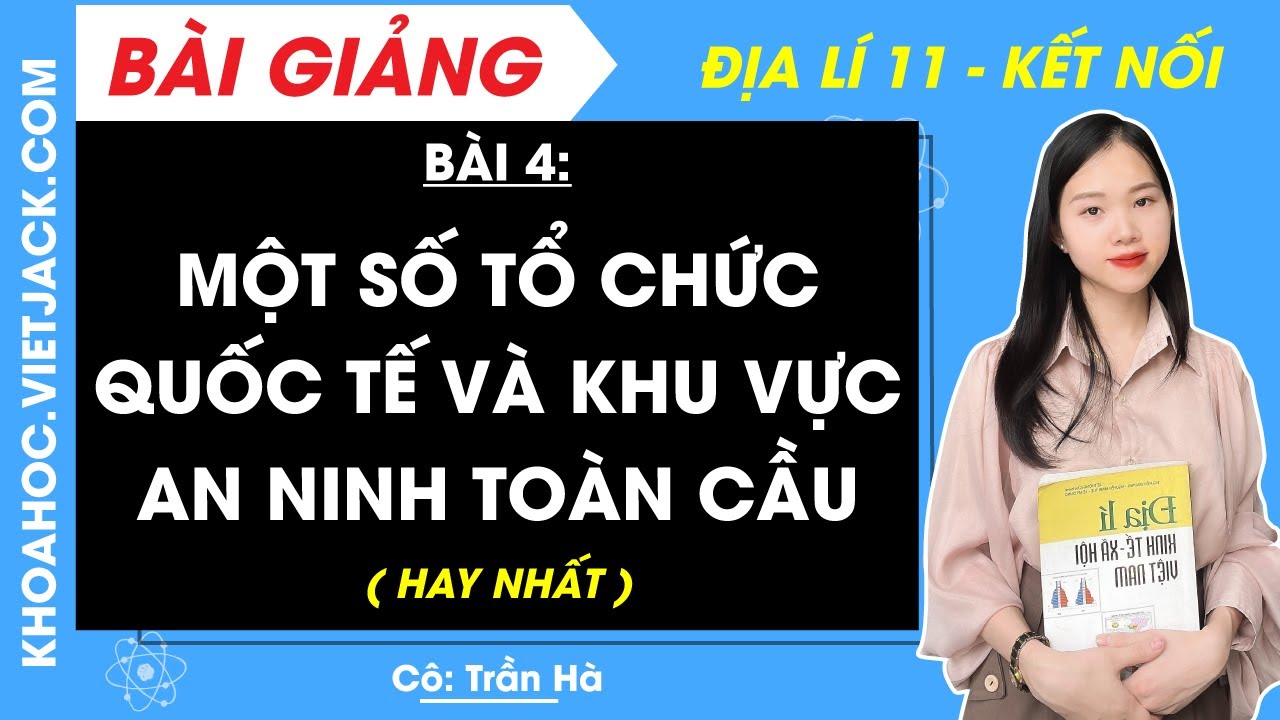 BÀI GIẢNG
ĐỊA LÍ 11 - KẾT NỐI
KHOAHOC.VIETJACK.COM
BÀI 4:
MỘT SỐ TỔ CHỨC
QUỐC TẾ VÀ KHU VỰC
AN NINH TOÀN CẦU
( HAY NHẤT )
Cô: Trần Hà
Địa lí
KINH TẾ - XÃ HỘI
VIỆT NAM